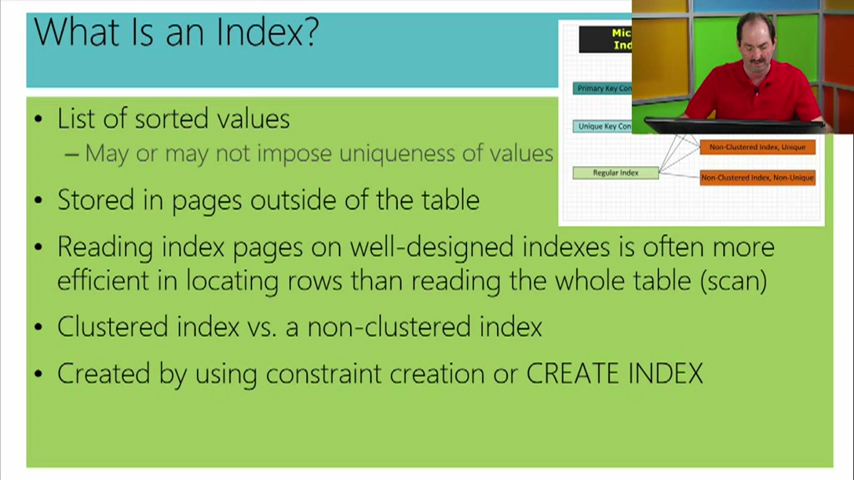 What Is an Index?
• List of sorted values
– May or may not impose uniqueness of values
• Stored in pages outside of the table
• Reading index pages on well-designed indexes is often more
efficient in locating rows than reading the whole table (scan)
• Clustered index vs. a non-clustered index
• Created by using constraint creation or CREATE INDEX
Mic
Ind
Primary Key Con
Unique Key Con
Regular Index
Non-Clustered Index, Unique
Non-Clustered Index, Non-Unique